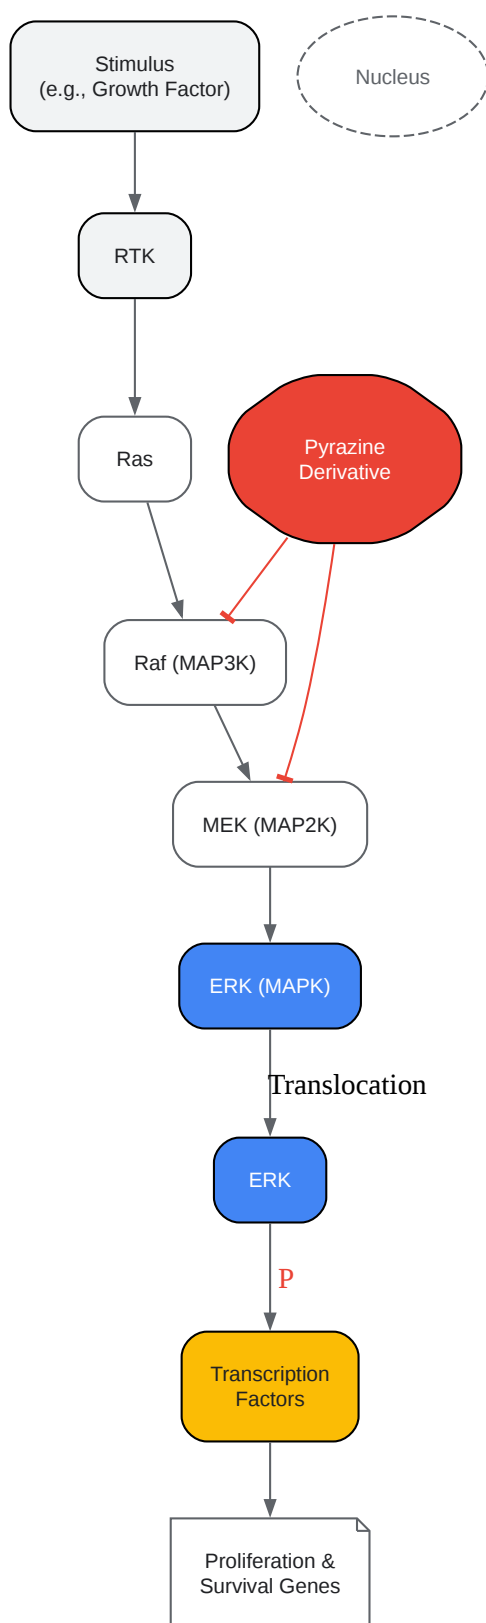 Stimulus
(e.g., Growth Factor)
Nucleus
RTK
Ras
Pyrazine
Derivative
Raf (MAP3K)
MEK (MAP2K)
ERK (MAPK)
Translocation
ERK
P
Transcription
Factors
Proliferation &
Survival Genes